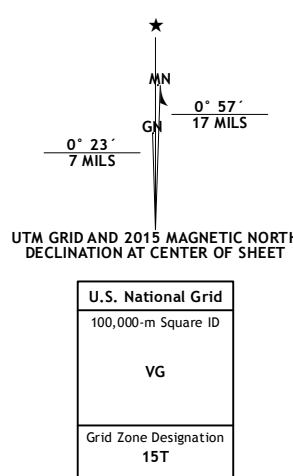 ★
MN
0° 57´
17 MILS
GN
0° 23´
7 MILS
UTM GRID AND 2015 MAGNETIC NORTH
DECLINATION AT CENTER OF SHEET
U.S. National Grid
100,000-m Square ID
VG
Grid Zone Designation
15T